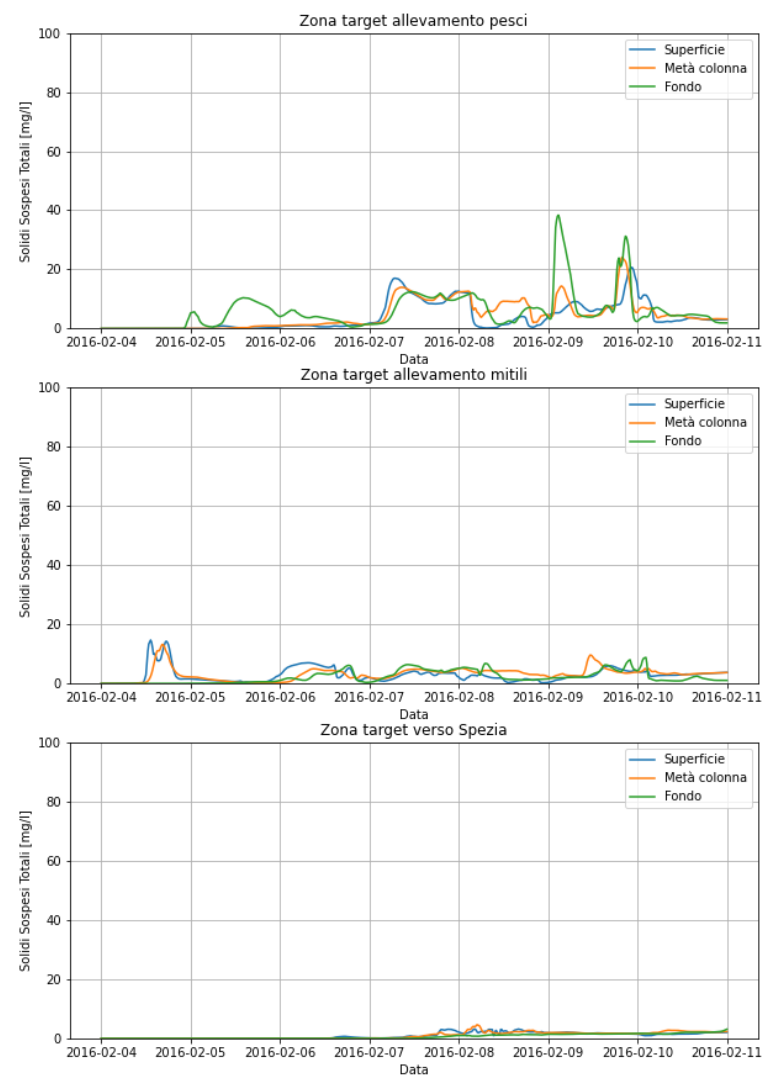 Zona target allevamento pesci
100
80
60
40
20
0
Solidi Sospesi Totali [mg/l]
Superficie
Metà colonna
Fondo
2016-02-04 2016-02-05 2016-02-06 2016-02-07 2016-02-08 2016-02-09 2016-02-10 2016-02-11
Data
Zona target allevamento mitili
100
80
60
40
20
0
Solidi Sospesi Totali [mg/l]
Superficie
Metà colonna
Fondo
2016-02-04 2016-02-05 2016-02-06 2016-02-07 2016-02-08 2016-02-09 2016-02-10 2016-02-11
Data
Zona target verso Spezia
100
80
60
40
20
0
Solidi Sospesi Totali [mg/l]
Superficie
Metà colonna
Fondo
2016-02-04 2016-02-05 2016-02-06 2016-02-07 2016-02-08 2016-02-09 2016-02-10 2016-02-11
Data